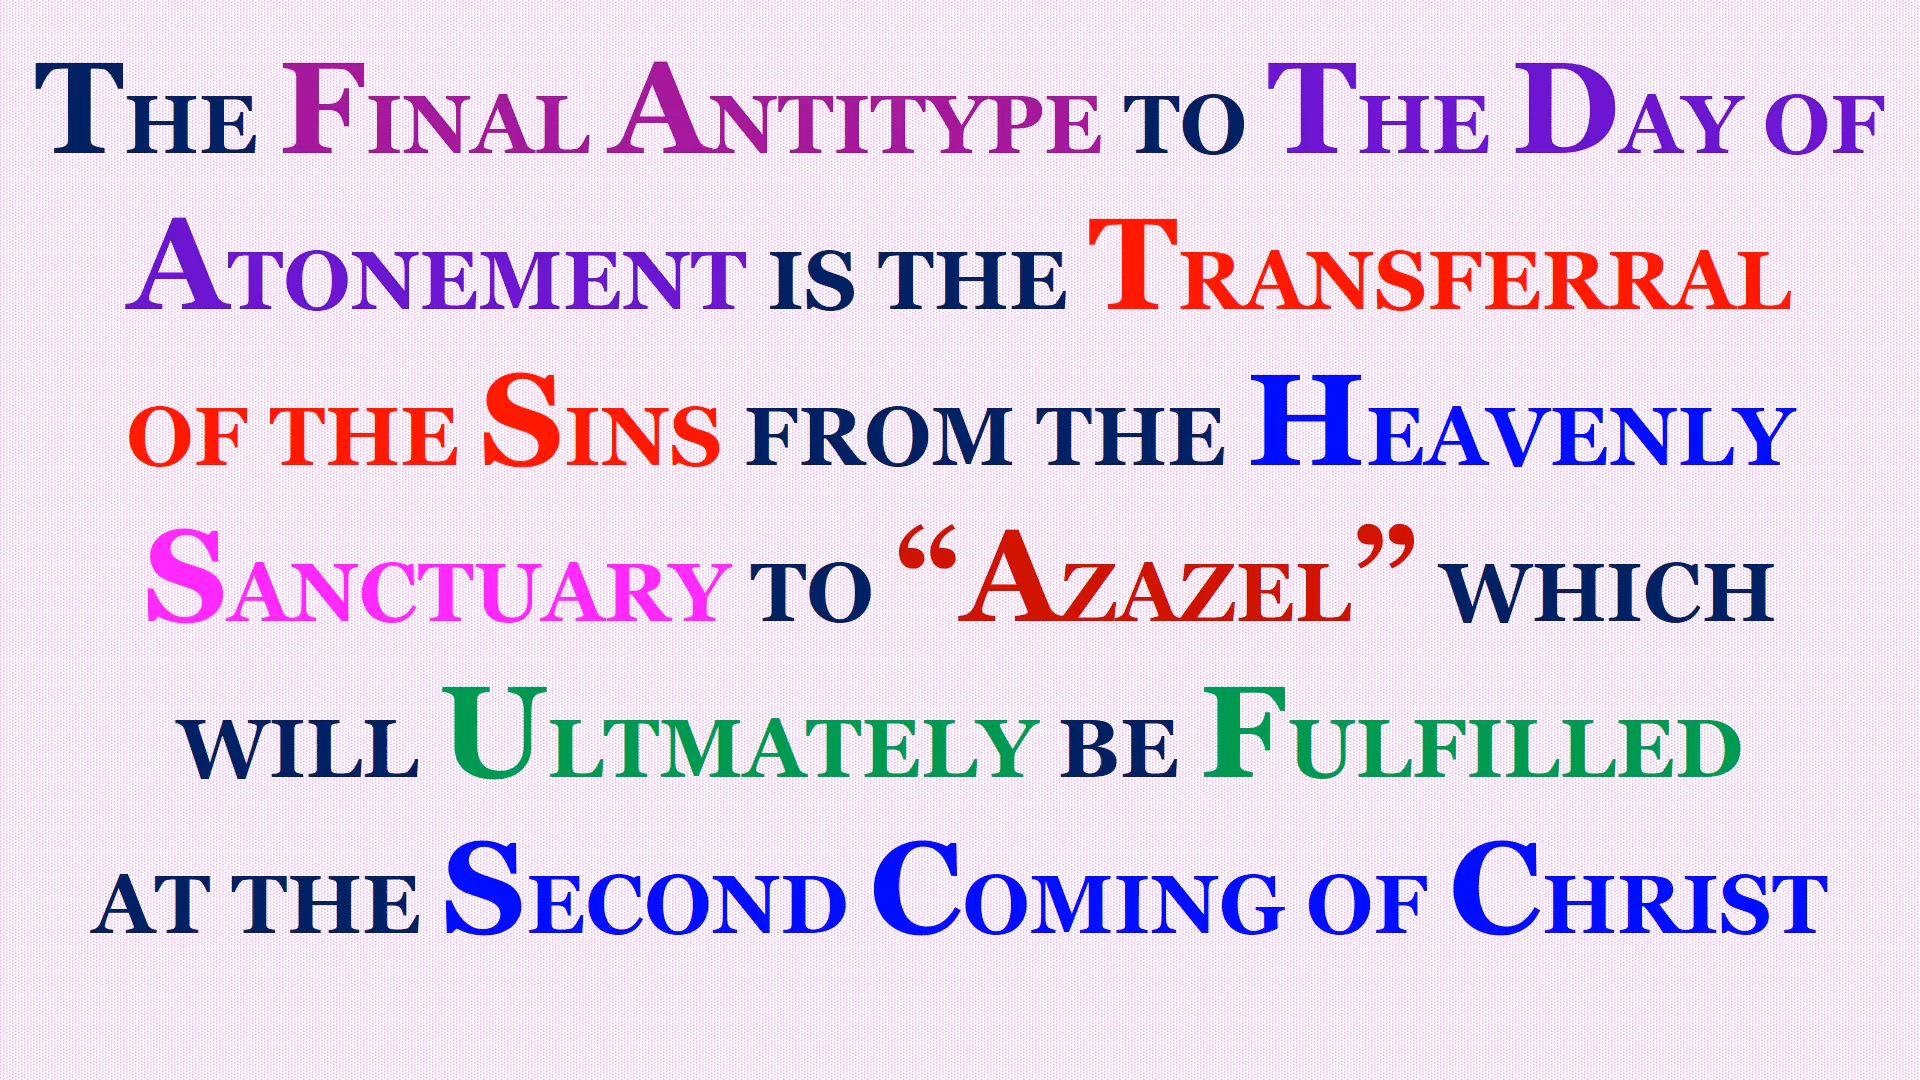 The Final Antitype to The Day of
Atonement is the Transferral
of the Sins from the Heavenly
Sanctuary to “Azazel” which
will Ultmately be Fulfilled
at the Second Coming of Christ